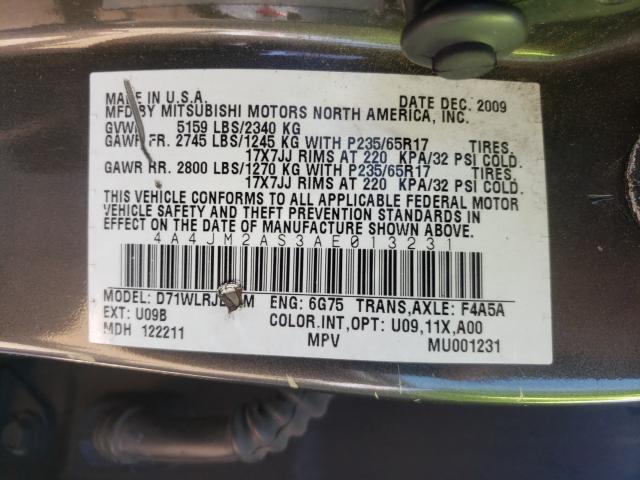 MADE IN U.S.A. DATE DEC. 2009
MFD BY MITSUBISHI MOTORS NORTH AMERICA, INC.
5159 LBS/2340 KG
GAWR FR. 2745 LBS/1245 KG WITH P235/65R17 TIRES,
17X7JJ RIMS AT 220 KPA/32 PSI COLD.
GAWR RR. 2800 LBS/1270 KG WITH P235/65R17 TIRES,
17X7JJ RIMS AT 220 KPA/32 PSI COLD.
THIS VEHICLE CONFORMS TO ALL APPLICABLE FEDERAL MOTOR
VEHICLE SAFETY AND THEFT PREVENTION STANDARDS IN
EFFECT ON THE DATE OF MANUFACTURE SHOWN ABOVE.
4A4JM2AS3AE013231
MODEL: ENG: 6G75 TRANS,AXLE: F4A5A
EXT: U09B COLOR.INT,OPT: U09,11X,A00
MDH 122211 MPV MU001231